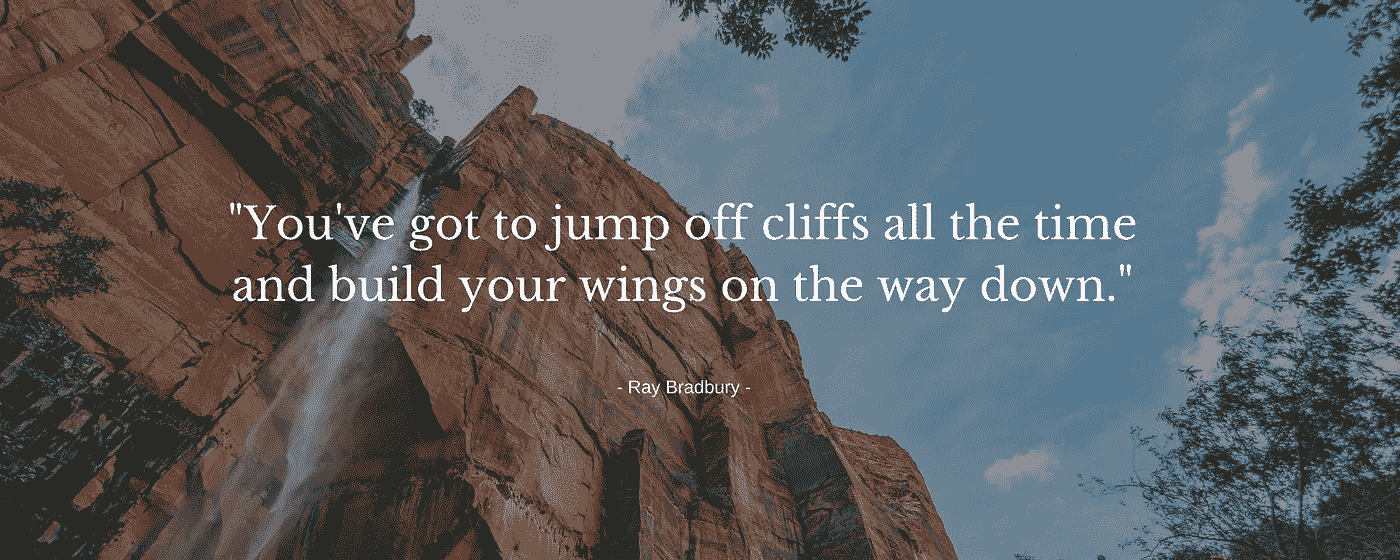 "You've got to jump off cliffs all the time
and build your wings on the way down."
- Ray Bradbury -